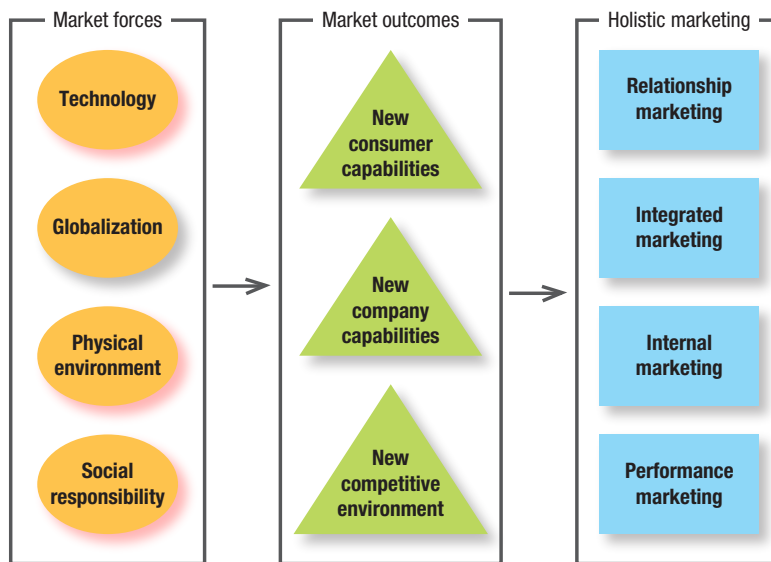 Market forces
Technology
Globalization
Physical
environment
Social
responsibility
Market outcomes
New
consumer
capabilities
New
company
capabilities
New
competitive
environment
Holistic marketing
Relationship
marketing
Integrated
marketing
Internal
marketing
Performance
marketing